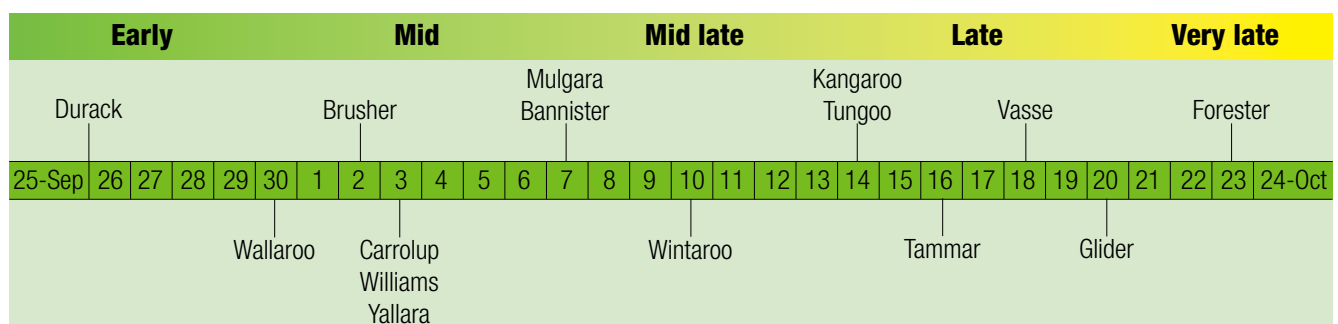 Early Mid Mid late Late Very late
Mulgara Kangaroo
Durack Brusher Bannister Tungoo Vasse Forester
25-Sep 26 27 28 29 30 1 2 3 4 5 6 7 8 9 10 11 12 13 14 15 16 17 18 19 20 21 22 23 24-Oct
Wallaroo Carrolup Wintaroo Tammar Glider
Williams
Yallara